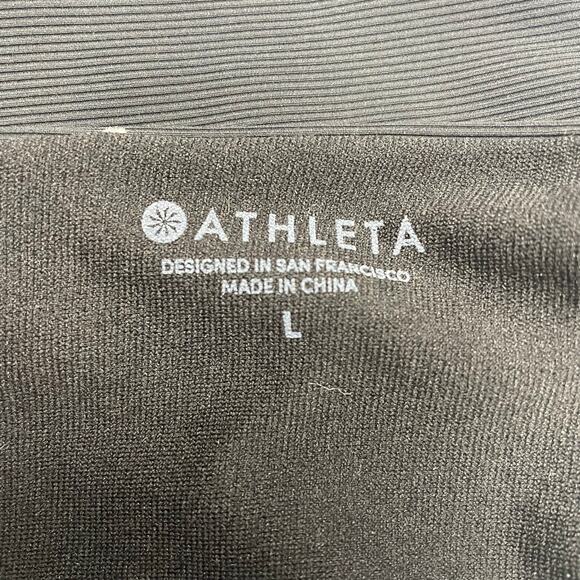 ATHLETA
DESIGNED IN SAN FRANCISCO
MADE IN CHINA
L